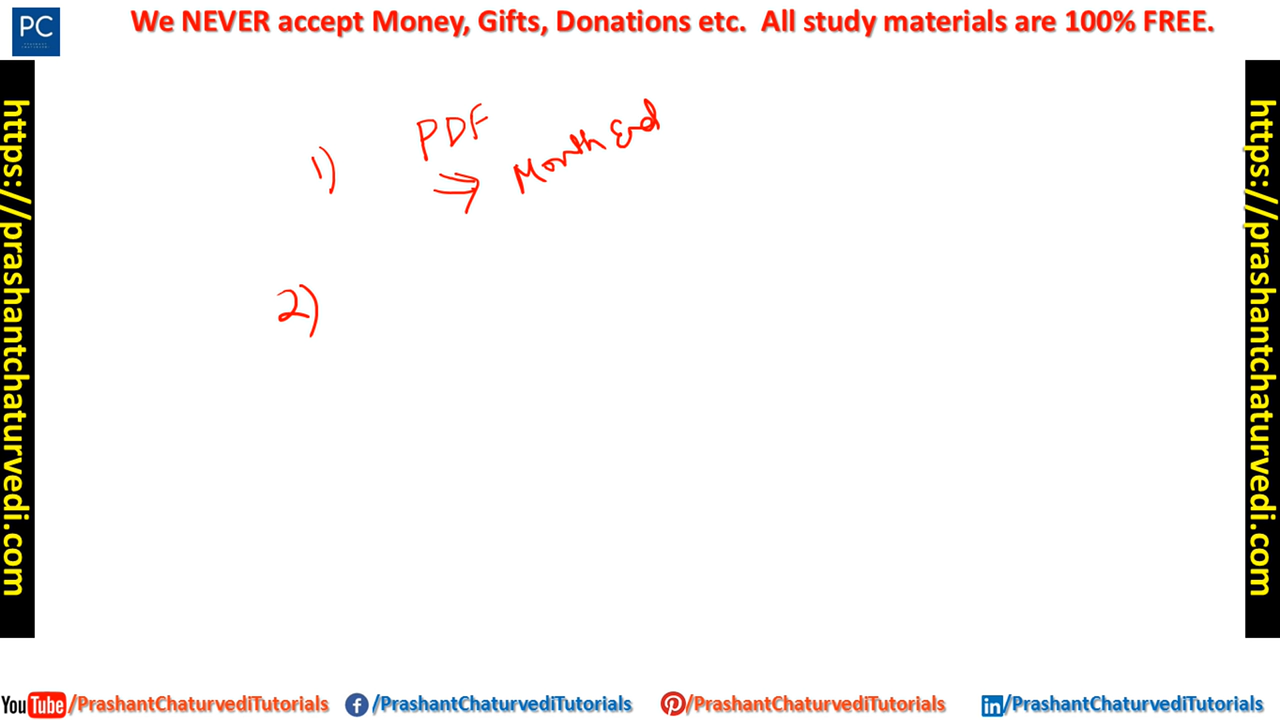 PC
We NEVER accept Money, Gifts, Donations etc. All study materials are 100% FREE.
https://prashantchaturvedi.com
https://prashantchaturvedi.com
1) PDF
⇒ Month End
2)
YouTube/PrashantChaturvediTutorials f/PrashantChaturvediTutorials /PrashantChaturvediTutorials in/PrashantChaturvediTutorials